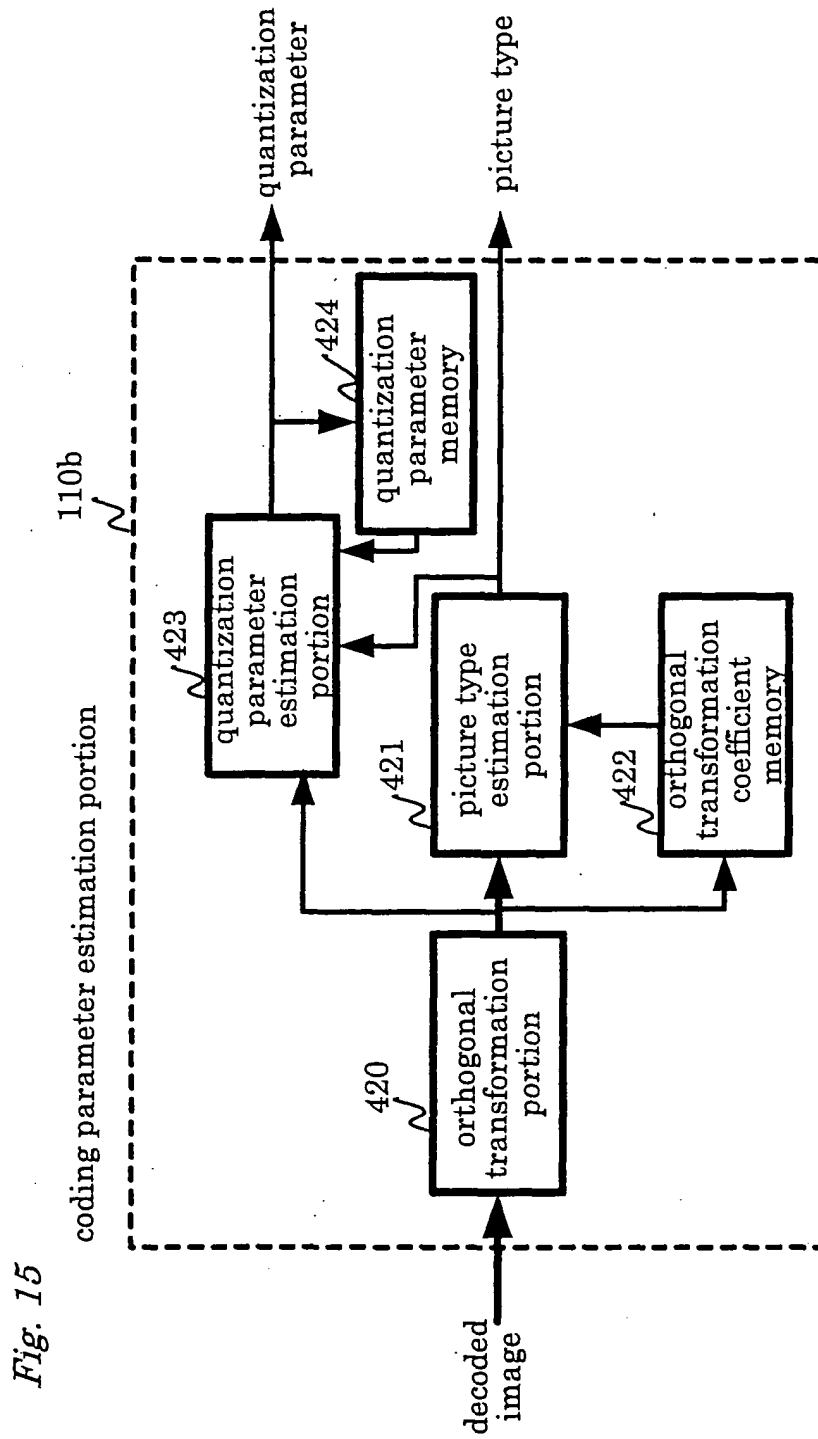 Fig. 15
coding parameter estimation portion
110b
decoded
image
420
orthogonal
transformation
portion
421
picture type
estimation
portion
422
orthogonal
transformation
coefficient
memory
423
quantization
parameter
estimation
portion
424
quantization
parameter
memory
quantization
parameter
picture type